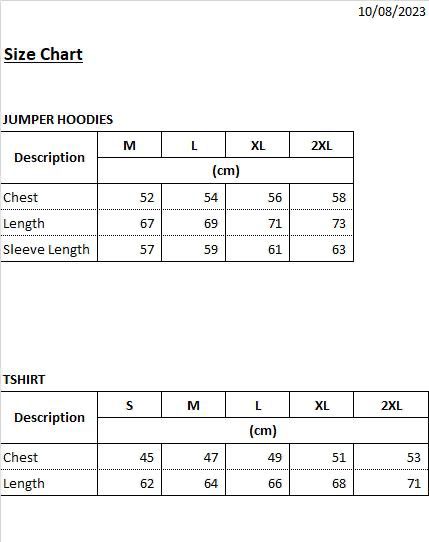 10/08/2023
Size Chart
JUMPER HOODIES
Description M L XL 2XL
(cm)
Chest 52 54 56 58
Length 67 69 71 73
Sleeve Length 57 59 61 63
TSHIRT
Description S M L XL 2XL
(cm)
Chest 45 47 49 51 53
Length 62 64 66 68 71